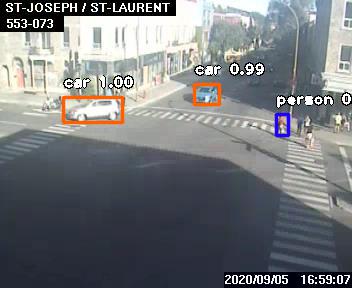 ST-JOSEPH / ST-LAURENT
553-073
car 1.00
car 0.99
person 0
2020/09/05 16:59:07